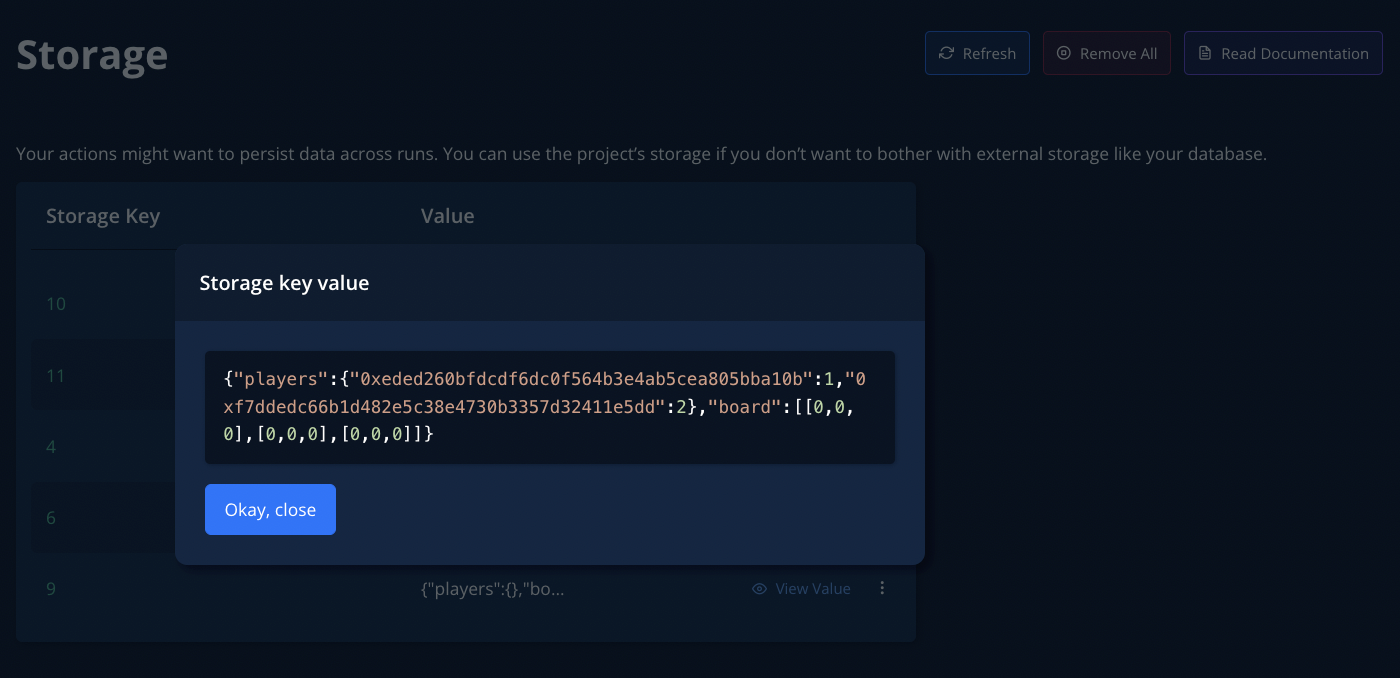 Storage
Refresh
Remove All
Read Documentation
Your actions might want to persist data across runs. You can use the project’s storage if you don’t want to bother with external storage like your database.
Storage Key Value
Storage key value
10
11
{"players":{"0xeded260bfdcdf6dc0f564b3e4ab5cea805bba10b":1,"0
xf7ddedc66b1d482e5c38e4730b3357d32411e5dd":2},"board":[[0,0,
0],[0,0,0],[0,0,0]]}
4
6
Okay, close
9 {"players":{},"bo... View Value